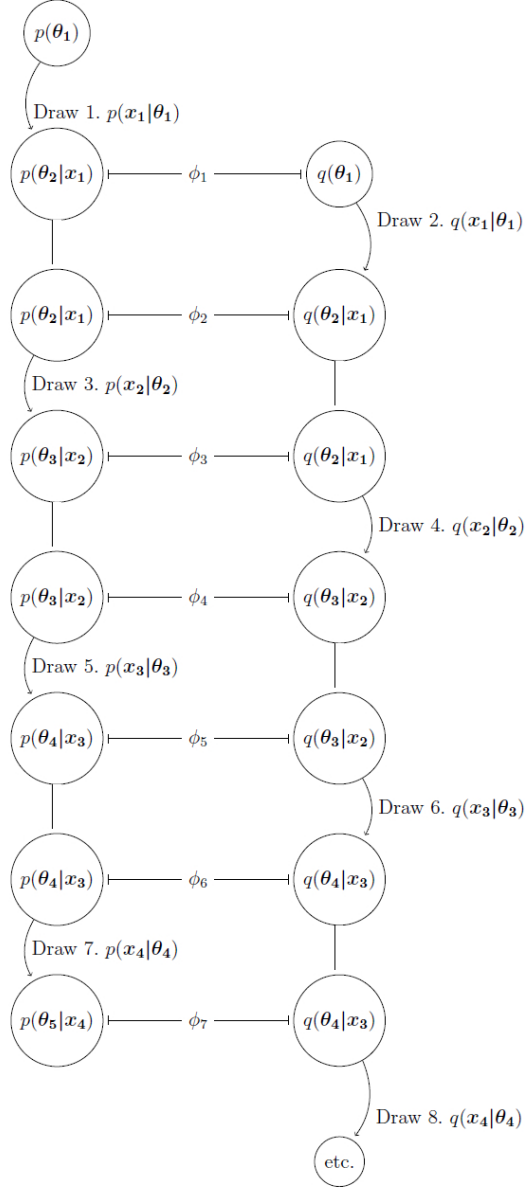 p(θ₁)
Draw 1. p(x₁|θ₁)
p(θ₂|x₁) ϕ₁ q(θ₁)
Draw 2. q(x₁|θ₁)
p(θ₂|x₁) ϕ₂ q(θ₂|x₁)
Draw 3. p(x₂|θ₂)
p(θ₃|x₂) ϕ₃ q(θ₂|x₁)
Draw 4. q(x₂|θ₂)
p(θ₃|x₂) ϕ₄ q(θ₃|x₂)
Draw 5. p(x₃|θ₃)
p(θ₄|x₃) ϕ₅ q(θ₃|x₂)
Draw 6. q(x₃|θ₃)
p(θ₄|x₃) ϕ₆ q(θ₄|x₃)
Draw 7. p(x₄|θ₄)
p(θ₅|x₄) ϕ₇ q(θ₄|x₃)
Draw 8. q(x₄|θ₄)
etc.